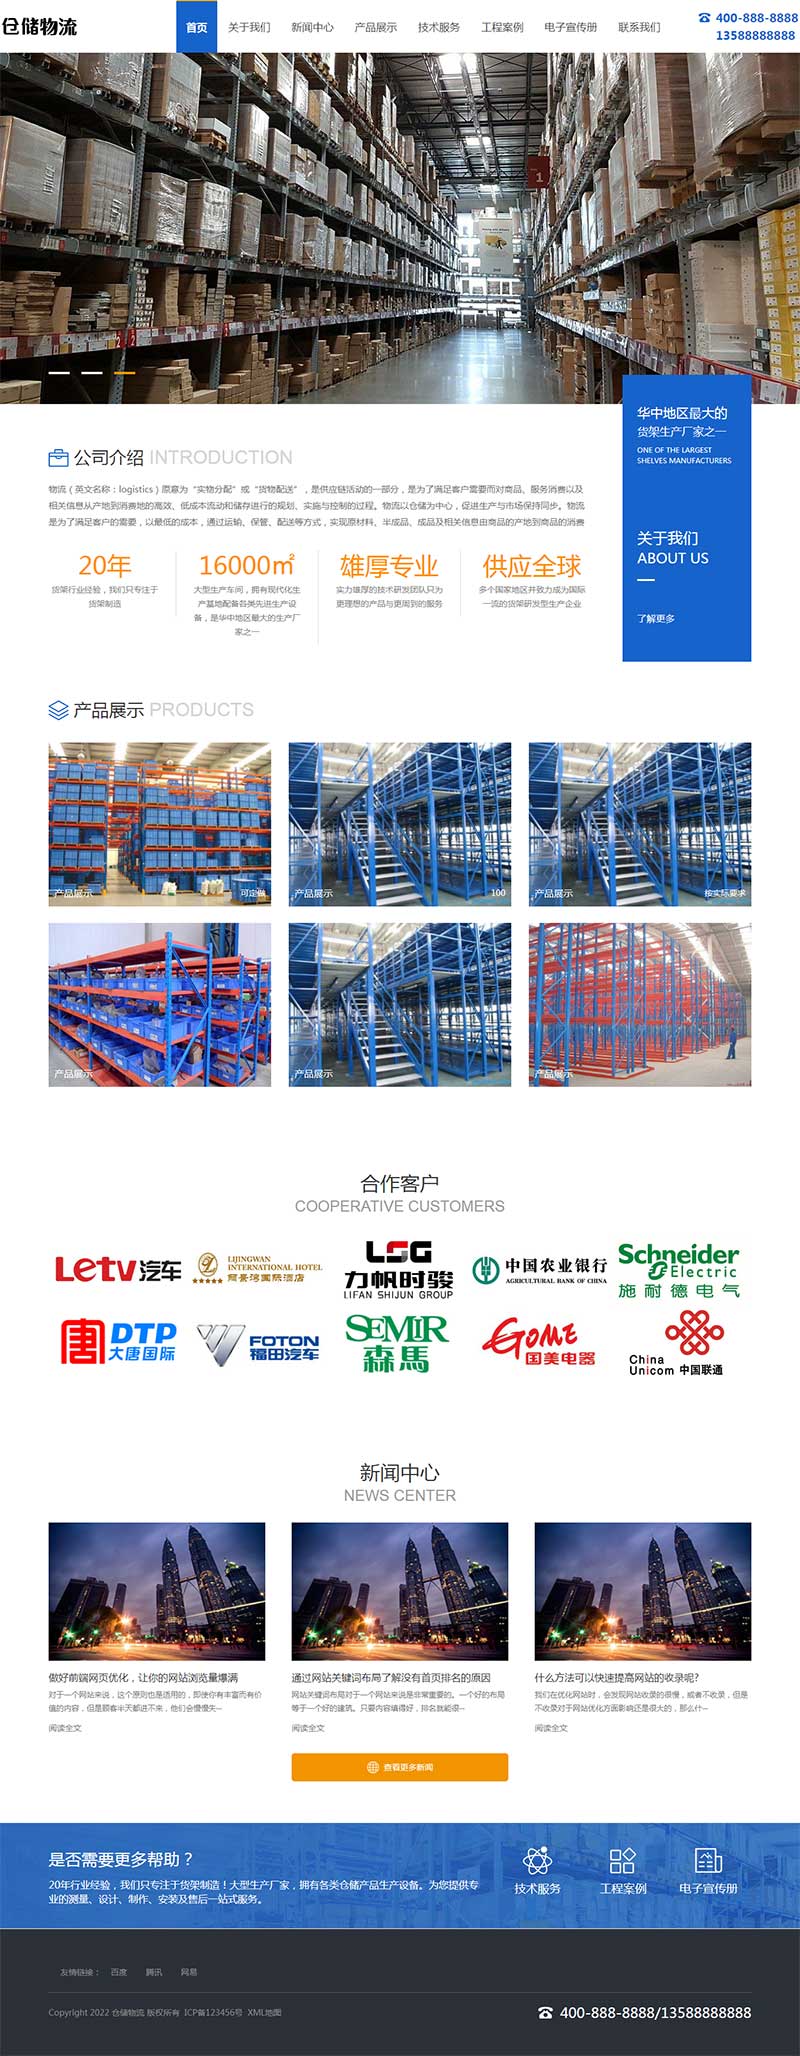 仓储物流
首页 关于我们 新闻中心 产品展示 技术服务 工程案例 电子宣传册 联系我们
400-888-8888
13588888888
1
华中地区最大的
货架生产厂家之一
ONE OF THE LARGEST
SHELVES MANUFACTURERS
关于我们
ABOUT US
了解更多
公司介绍 INTRODUCTION
物流（英文名称：logistics）原意为“实物分配”或“货物配送”，是供应链活动的一部分，是为了满足客户需要而对商品、服务消费以及
相关信息从产地到消费地的高效、低成本流动和储存进行的规划、实施与控制的过程。物流以仓储为中心，促进生产与市场保持同步。物流
是为了满足客户的需要，以最低的成本，通过运输、保管、配送等方式，实现原材料、半成品、成品及相关信息由商品的产地到商品的消费
20年
货架行业经验，我们只专注于
货架制造
16000㎡
大型生产车间，拥有现代化生
产基地配备各类先进生产设
备，是华中地区最大的生产厂
家之一
雄厚专业
实力雄厚的技术研发团队只为
更理想的产品与更周到的服务
供应全球
多个国家地区并致力成为国际
一流的货架研发型生产企业
产品展示 PRODUCTS
产品展示 可定做
产品展示 100
产品展示 按实际要求
产品展示
产品展示
产品展示
合作客户
COOPERATIVE CUSTOMERS
Letv汽车
LIJINGWAN
INTERNATIONAL HOTEL
丽景湾国际酒店
LSG
力帆时骏
LIFAN SHIJUN GROUP
中国农业银行
AGRICULTURAL BANK OF CHINA
Schneider
Electric
施耐德电气
唐 DTP
大唐国际
FOTON
福田汽车
SEMIR
森馬
GOME
国美电器
China
Unicom 中国联通
新闻中心
NEWS CENTER
做好前端网页优化，让你的网站浏览量爆满
对于一个网站来说，这个原则也是适用的，即使你有丰富而有价
值的内容，但是顾客半天都进不来，他们会慢慢失···
阅读全文
通过网站关键词布局了解没有首页排名的原因
网站关键词布局对于一个网站来说是非常重要的。一个好的布局
等于一个好的建筑。只要内容填得好，排名就能很···
阅读全文
什么方法可以快速提高网站的收录呢?
我们在优化网站时，会发现网站收录的很慢，或者不收录，但是
不收录对于网站优化方面影响还是很大的，那么什···
阅读全文
查看更多新闻
是否需要更多帮助？
20年行业经验，我们只专注于货架制造！大型生产厂家，拥有各类仓储产品生产设备。为您提供专
业的测量、设计、制作、安装及售后一站式服务。
技术服务 工程案例 电子宣传册
友情链接： 百度 腾讯 网易
Copyright 2022 仓储物流 版权所有 ICP备123456号 XML地图
400-888-8888/13588888888